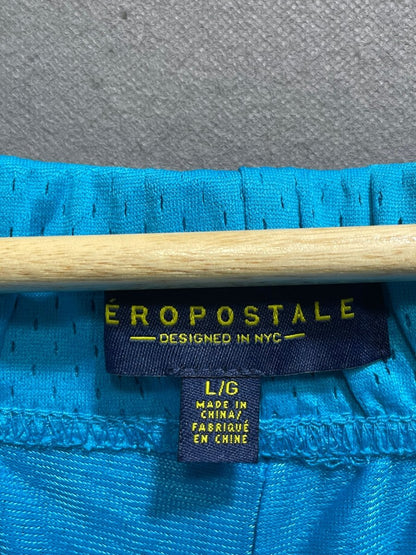 ÉROPOSTALE
— DESIGNED IN NYC —
L/G
MADE IN
CHINA/
FABRIQUÉ
EN CHINE